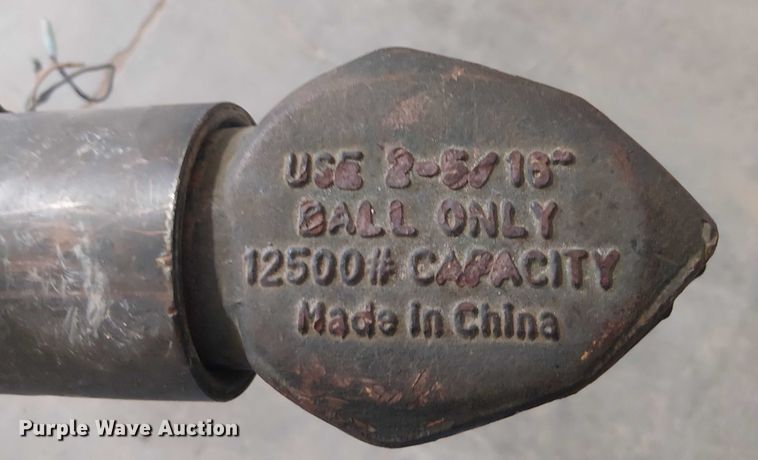 USE 2-5/16"
BALL ONLY
12500# CAPACITY
Made in China
Purple Wave Auction